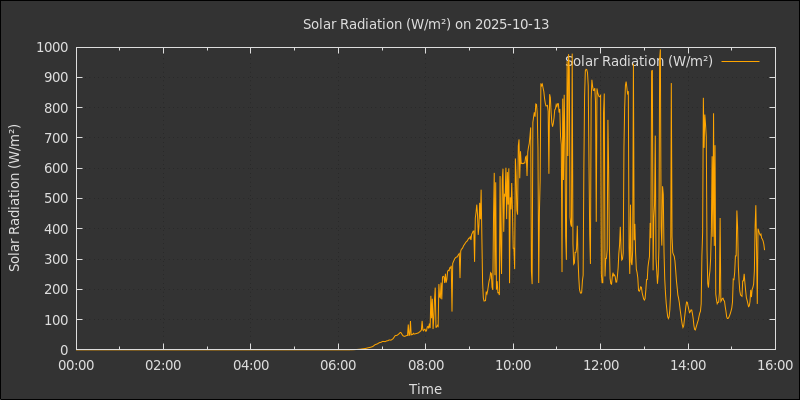 Solar Radiation (W/m²) on 2025-10-13
Solar Radiation (W/m²)
Solar Radiation (W/m²)
1000
900
800
700
600
500
400
300
200
100
0
00:00 02:00 04:00 06:00 08:00 10:00 12:00 14:00 16:00
Time